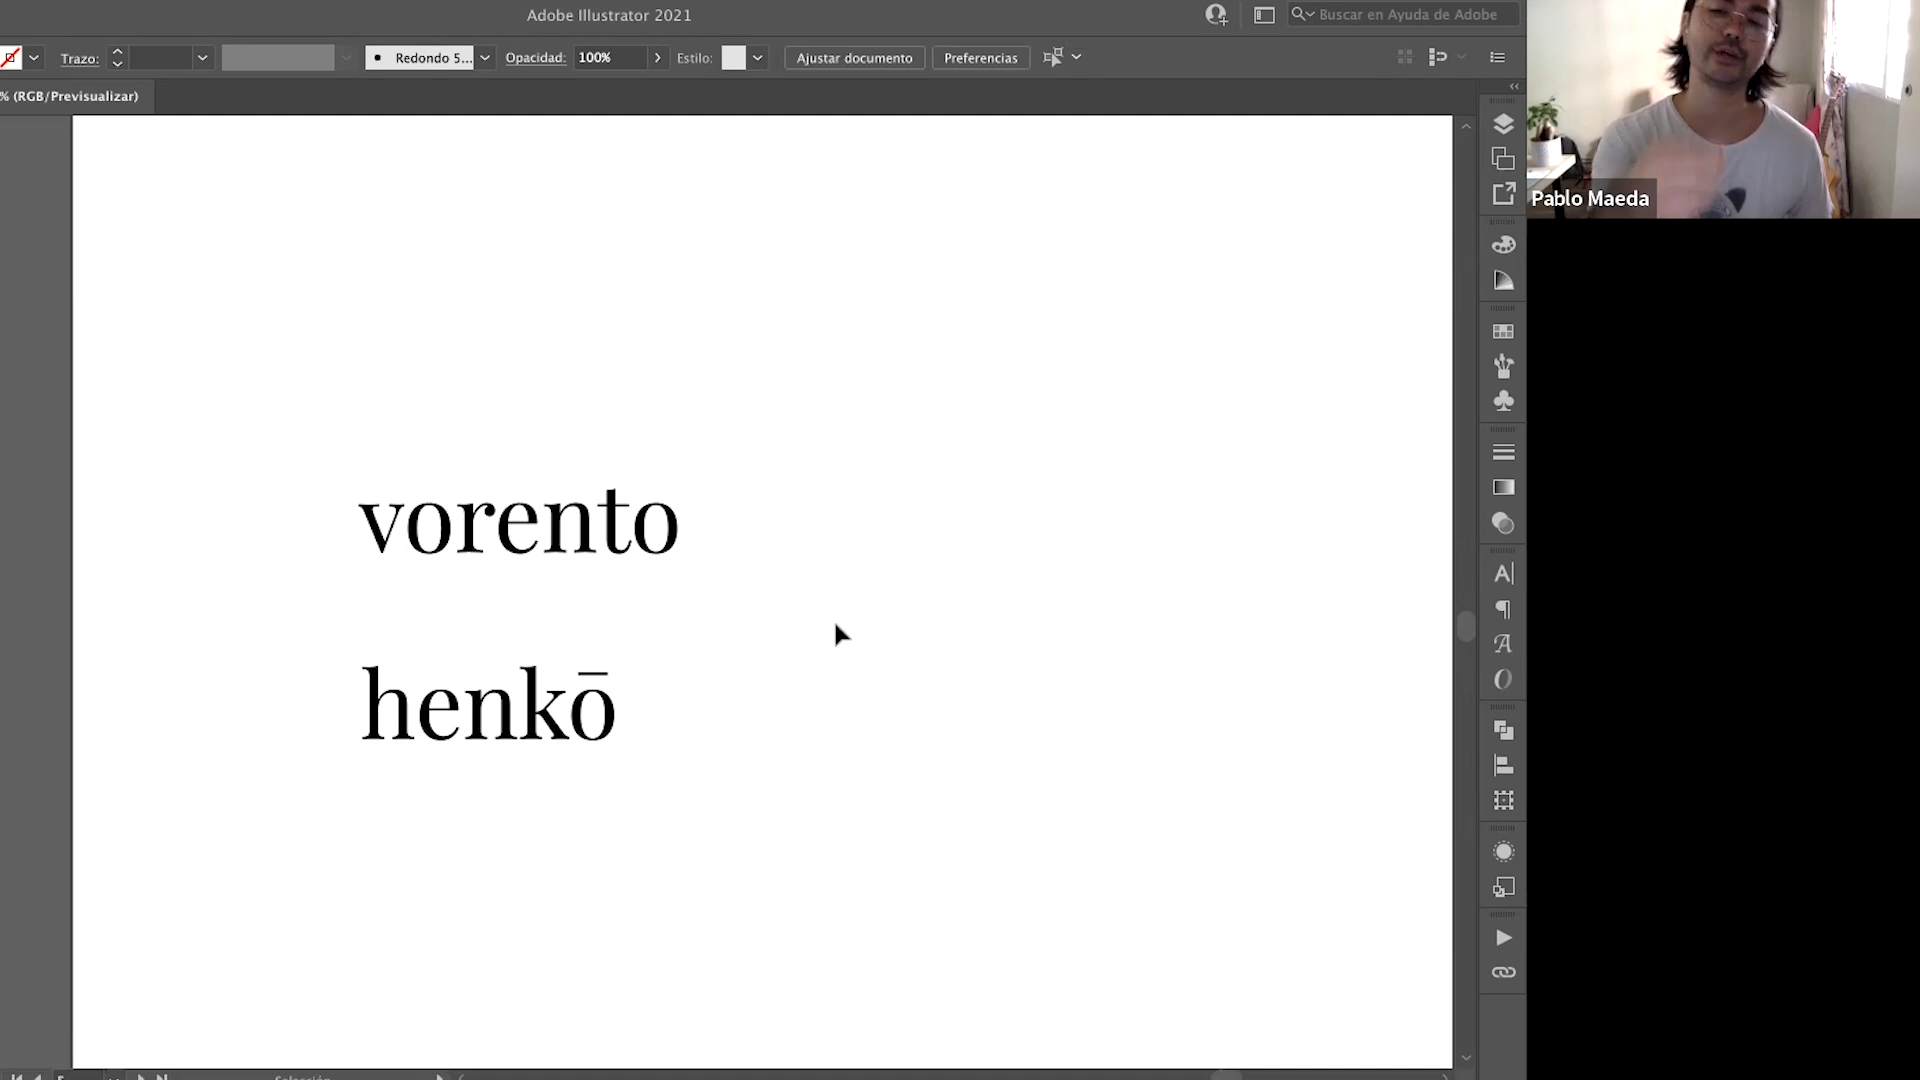 Adobe Illustrator 2021
Buscar en Ayuda de Adobe
Trazo:
Redondo 5...
Opacidad:
100%
Estilo:
Ajustar documento
Preferencias
% (RGB/Previsualizar)
Pablo Maeda
vorento
henkō
Selección